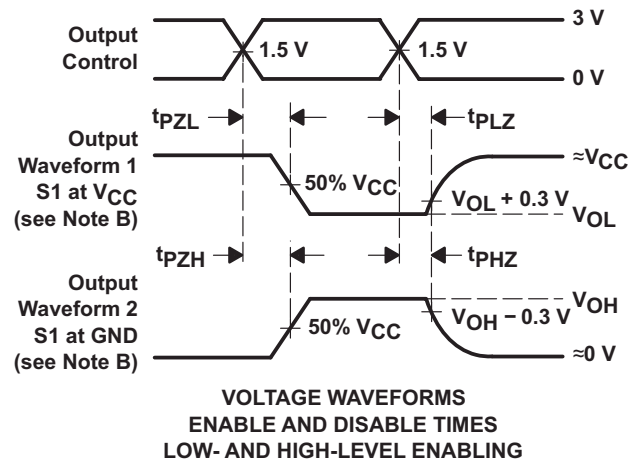 Output
Control
1.5 V
1.5 V
3 V
0 V
tPZL
tPLZ
Output
Waveform 1
S1 at VCC
(see Note B)
50% VCC
≈VCC
VOL + 0.3 V
VOL
tPZH
tPHZ
Output
Waveform 2
S1 at GND
(see Note B)
50% VCC
VOH
VOH − 0.3 V
≈0 V
VOLTAGE WAVEFORMS
ENABLE AND DISABLE TIMES
LOW- AND HIGH-LEVEL ENABLING